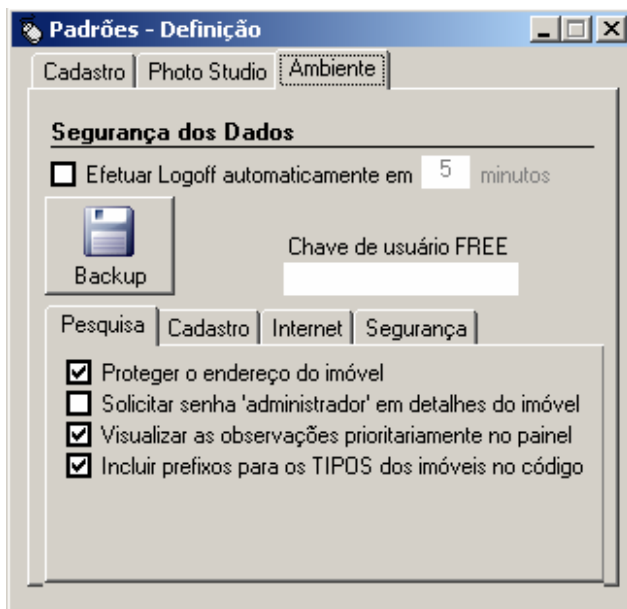 Padrões - Definição
Cadastro Photo Studio Ambiente
Segurança dos Dados
Efetuar Logoff automaticamente em 5 minutos
Backup
Chave de usuário FREE
Pesquisa Cadastro Internet Segurança
Proteger o endereço do imóvel
Solicitar senha 'administrador' em detalhes do imóvel
Visualizar as observações prioritariamente no painel
Incluir prefixos para os TIPOS dos imóveis no código